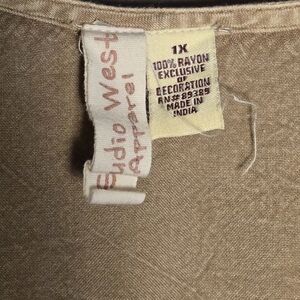 Studio West
Apparel
1X
100% RAYON
EXCLUSIVE
OF
DECORATION
RN# 89389
MADE IN
INDIA